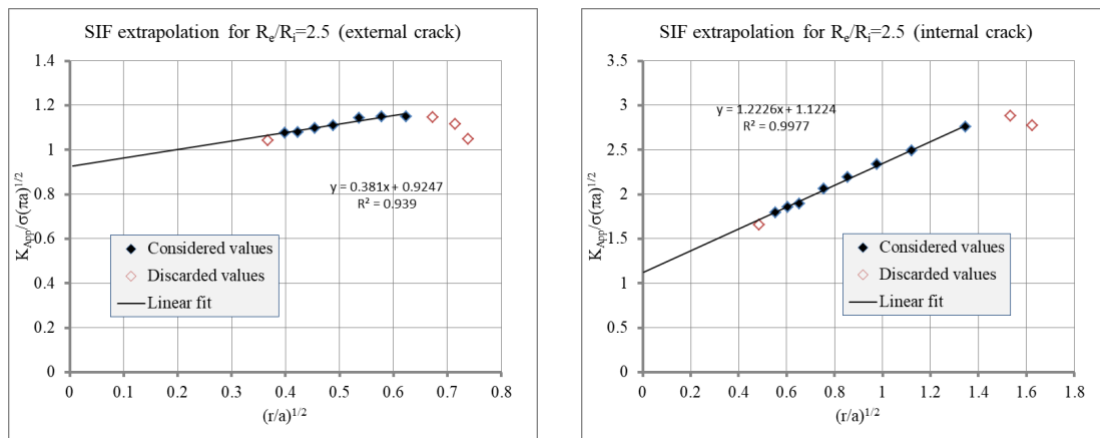 SIF extrapolation for Re/Ri=2.5 (external crack)
1.4
1.2
1
0.8
0.6
0.4
0.2
0
KApp/σ(πa)1/2
y = 0.381x + 0.9247
R² = 0.939
Considered values
Discarded values
Linear fit
0 0.1 0.2 0.3 0.4 0.5 0.6 0.7 0.8
(r/a)1/2
SIF extrapolation for Re/Ri=2.5 (internal crack)
3.5
3
2.5
2
1.5
1
0.5
0
KApp/σ(πa)1/2
y = 1.2226x + 1.1224
R² = 0.9977
Considered values
Discarded values
Linear fit
0 0.2 0.4 0.6 0.8 1 1.2 1.4 1.6 1.8
(r/a)1/2